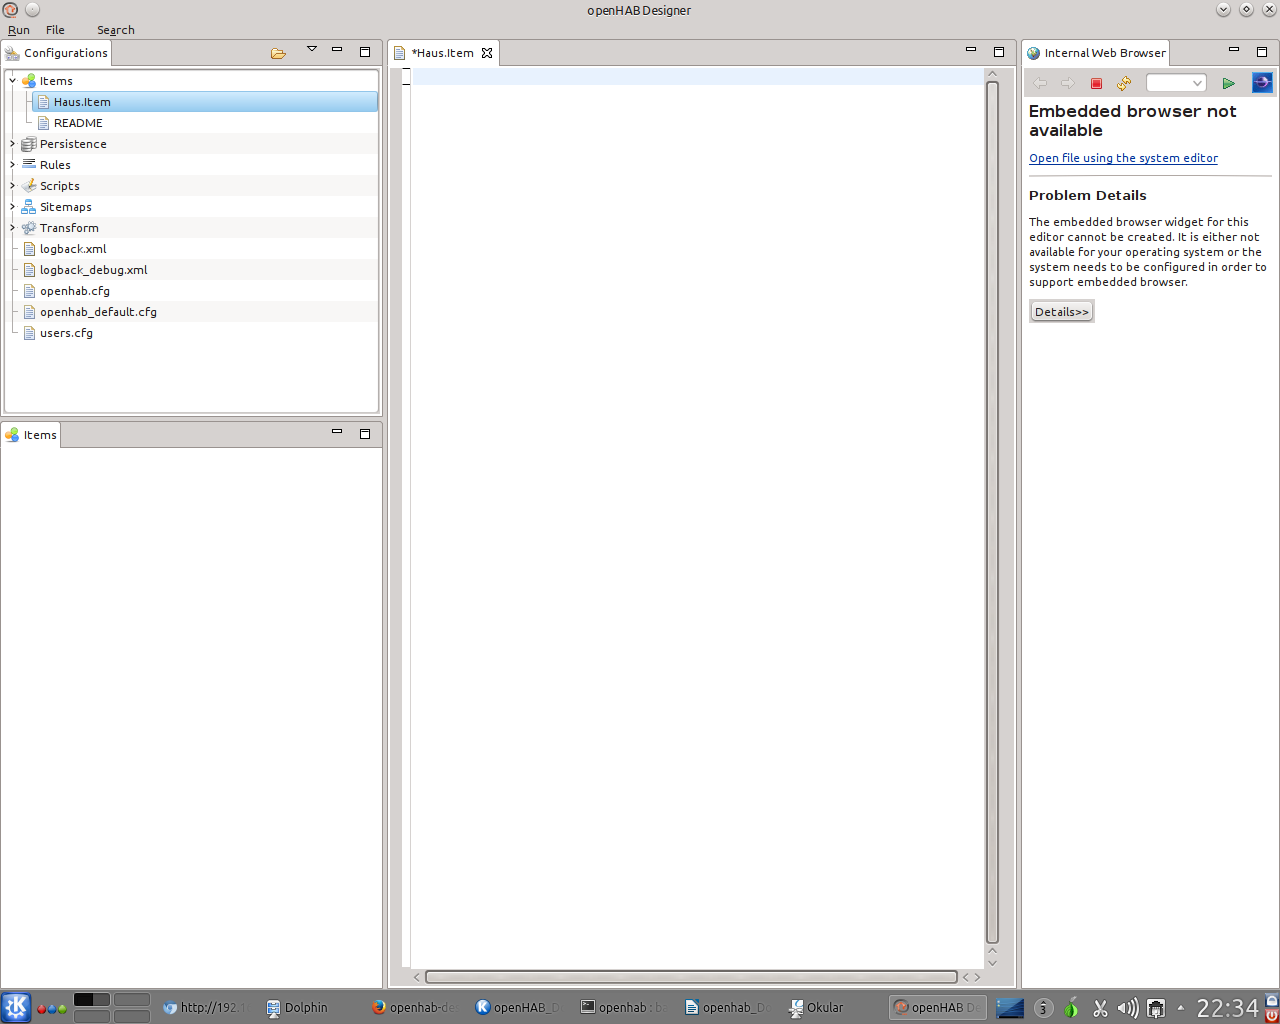 openHAB Designer
Run File Search
Configurations
Items
Haus.Item
README
Persistence
Rules
Scripts
Sitemaps
Transform
logback.xml
logback_debug.xml
openhab.cfg
openhab_default.cfg
users.cfg
Items
*Haus.Item
Internal Web Browser
Embedded browser not
available
Open file using the system editor
Problem Details
The embedded browser widget for this
editor cannot be created. It is either not
available for your operating system or the
system needs to be configured in order to
support embedded browser.
Details>>
http://192.1 Dolphin openhab-de openHAB_D openhab : ba openhab_Do Okular openHAB De 3 22:34